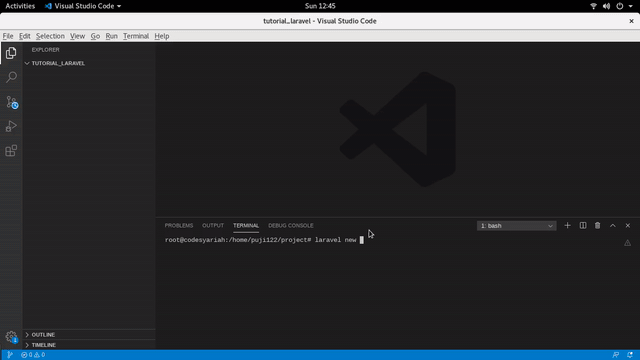 Activities Visual Studio Code Sun 12:45
tutorial_laravel - Visual Studio Code
File Edit Selection View Go Run Terminal Help
EXPLORER
TUTORIAL_LARAVEL
PROBLEMS OUTPUT TERMINAL DEBUG CONSOLE 1: bash
root@codesyariah:/home/puji122/project# laravel nmw
OUTLINE
TIMELINE
0 0